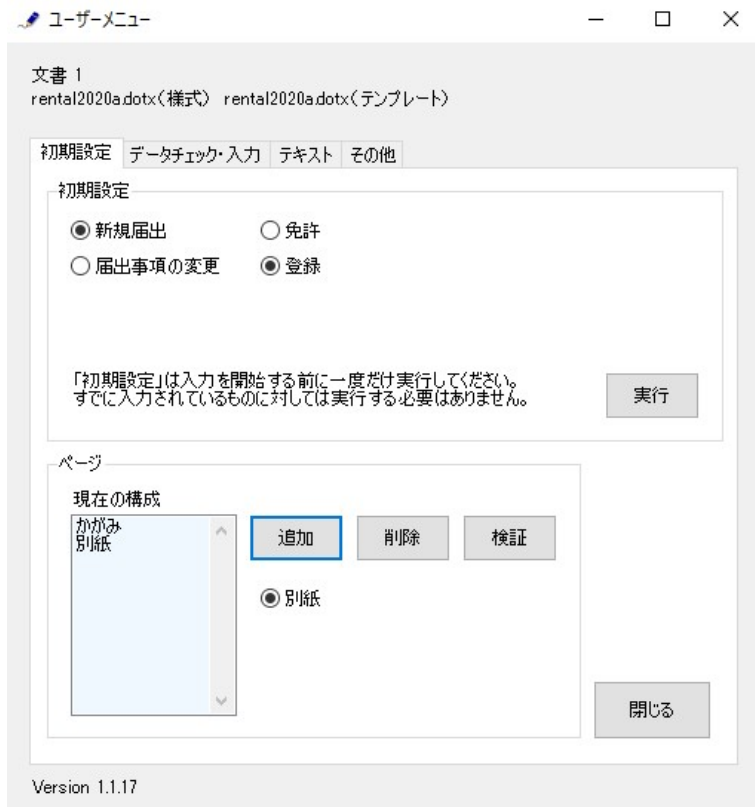 ユーザーメニュー
文書 1
rental2020a.dotx(様式) rental2020a.dotx(テンプレート)
初期設定 データチェック・入力 テキスト その他
初期設定
新規届出 免許
届出事項の変更 登録
「初期設定」は入力を開始する前に一度だけ実行してください。
すでに入力されているものに対しては実行する必要はありません。
実行
ページ
現在の構成
かがみ
別紙
追加 削除 検証
別紙
閉じる
Version 1.1.17